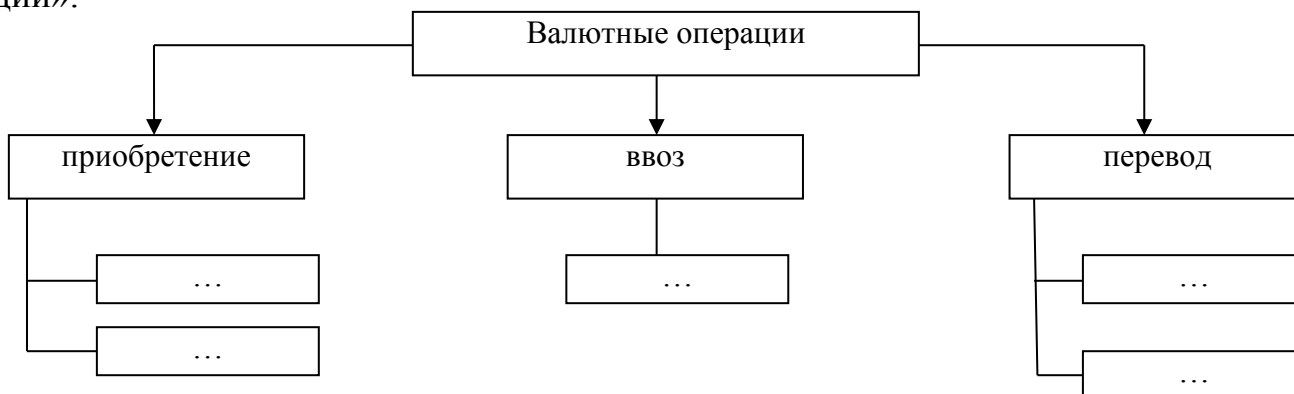 ции».
Валютные операции
приобретение
ввоз
перевод
…
…
…
…
…